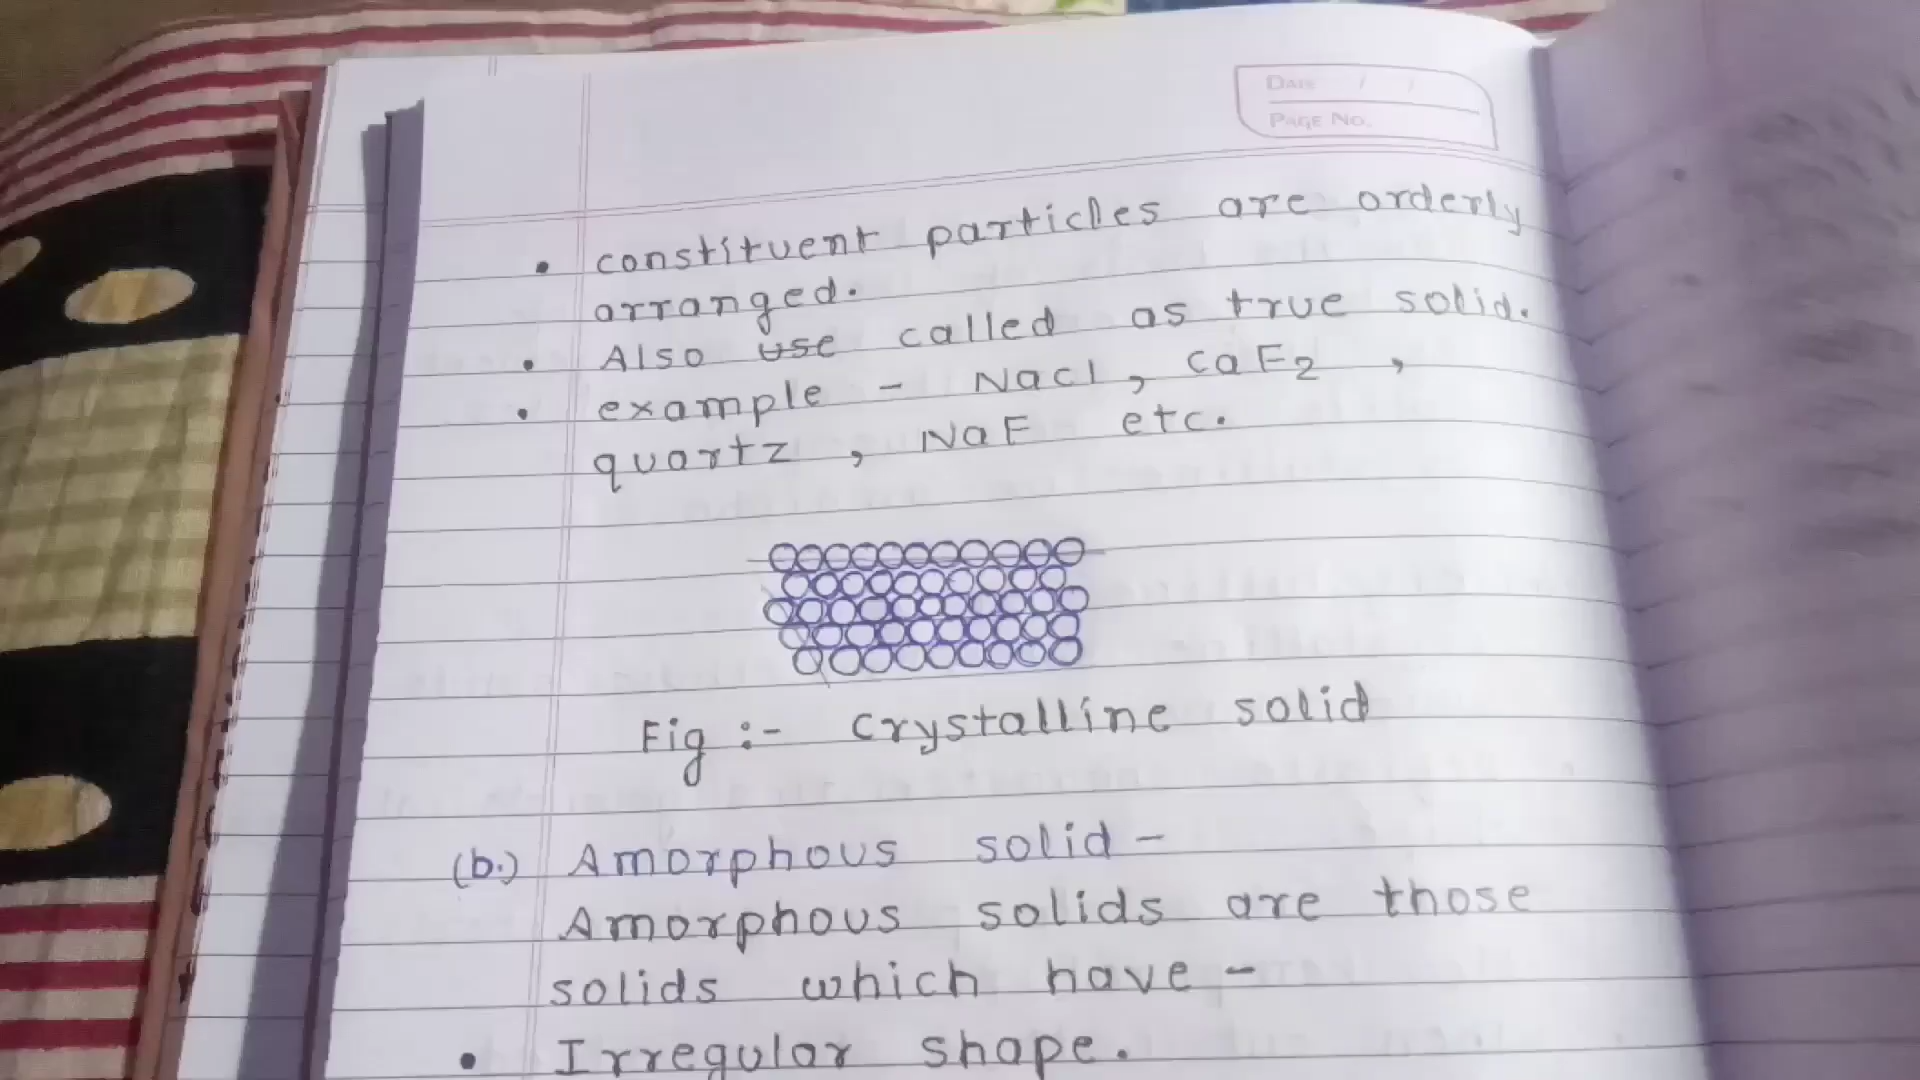 DATE / /
PAGE No.
• constituent particles are orderly
arranged.
• Also use called as true solid.
• example - Nacl, caF2 ,
quartz , NaF etc.
Fig :- crystalline solid
(b.) Amorphous solid -
Amorphous solids are those
solids which have -
• Irregular shape.